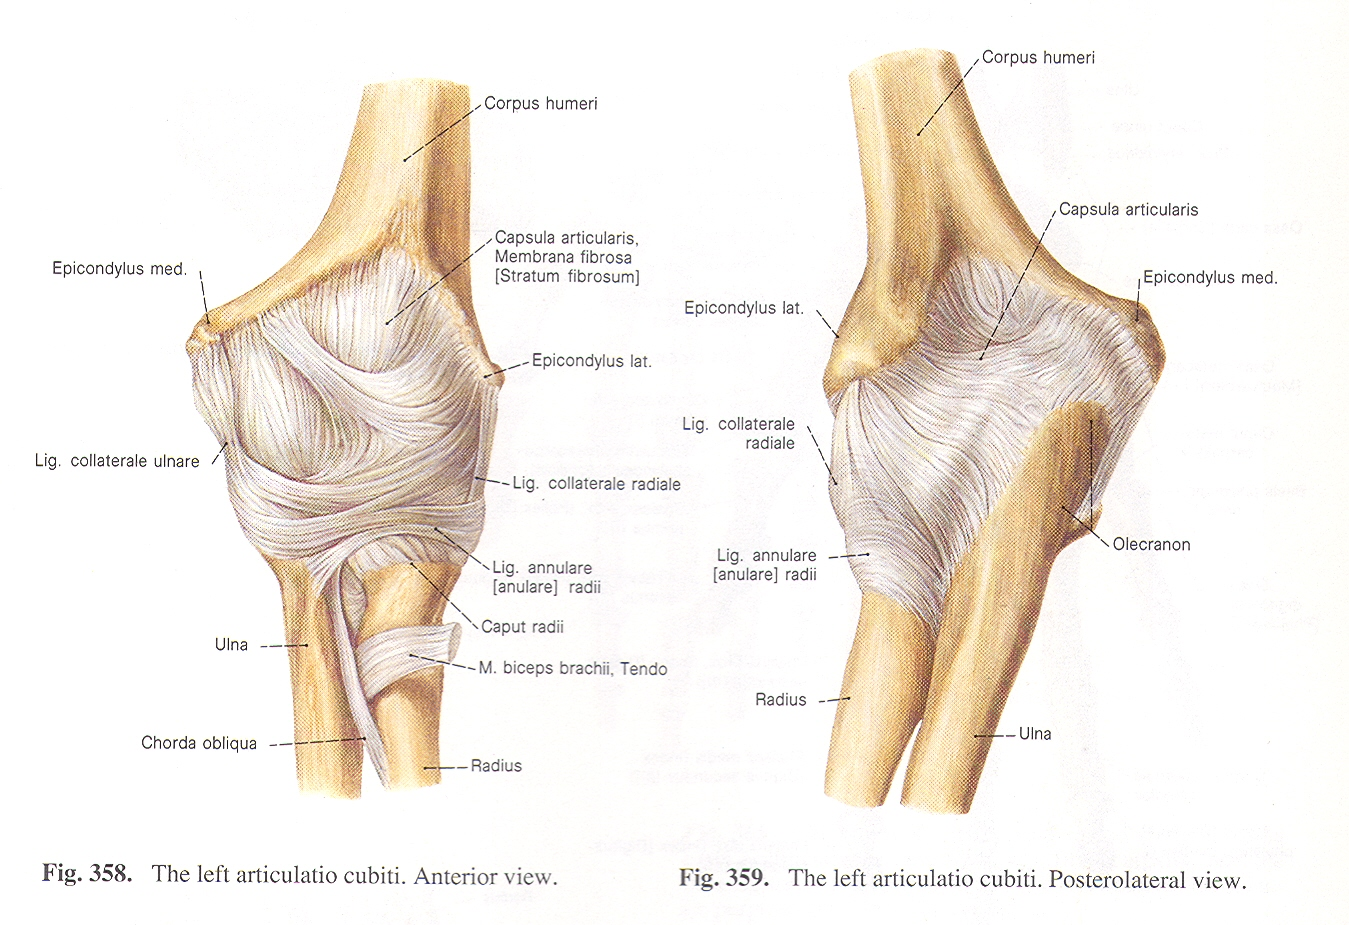 Corpus humeri
Capsula articularis,
Membrana fibrosa
[Stratum fibrosum]
Epicondylus med.
Epicondylus lat.
Lig. collaterale ulnare
Lig. collaterale radiale
Lig. annulare
[anulare] radii
Caput radii
Ulna
M. biceps brachii, Tendo
Chorda obliqua
Radius
Fig. 358. The left articulatio cubiti. Anterior view.
Corpus humeri
Capsula articularis
Epicondylus med.
Epicondylus lat.
Lig. collaterale
radiale
Olecranon
Lig. annulare
[anulare] radii
Radius
Ulna
Fig. 359. The left articulatio cubiti. Posterolateral view.